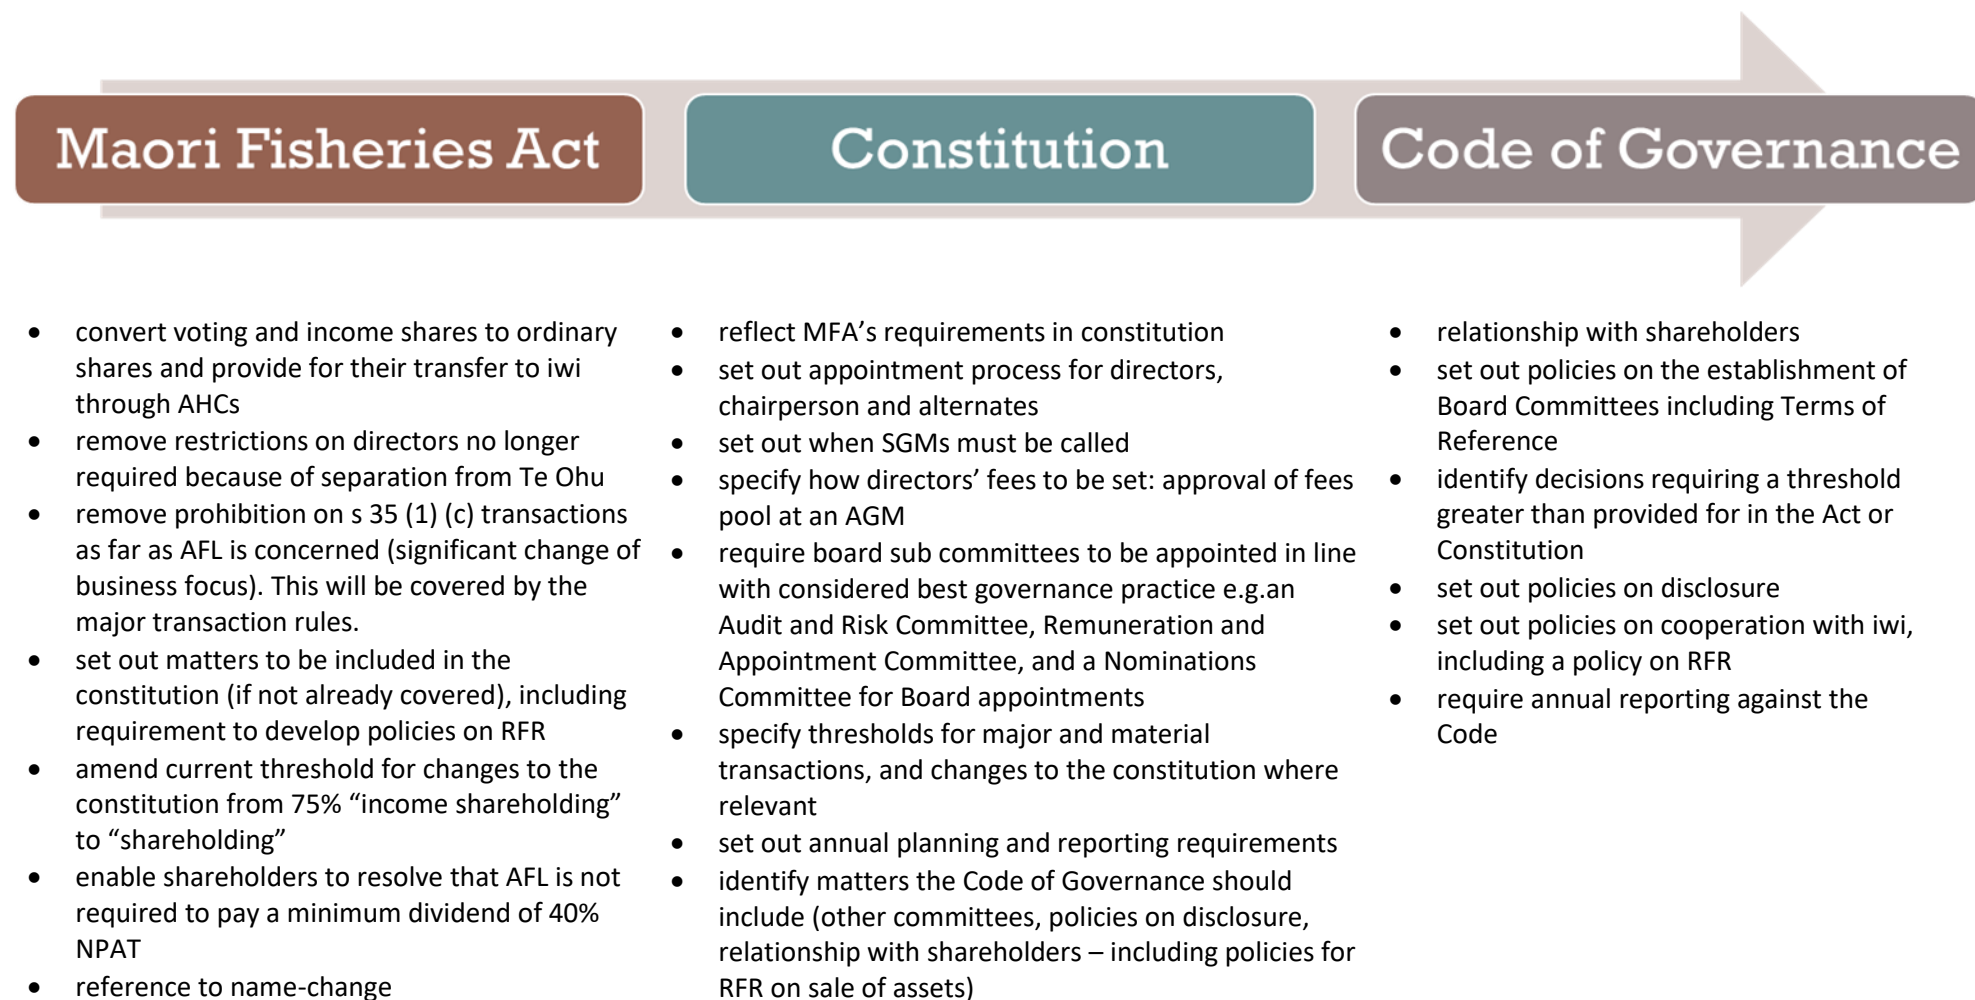 Maori Fisheries Act
Constitution
Code of Governance
• convert voting and income shares to ordinary
shares and provide for their transfer to iwi
through AHCs
• remove restrictions on directors no longer
required because of separation from Te Ohu
• remove prohibition on s 35 (1) (c) transactions
as far as AFL is concerned (significant change of
business focus). This will be covered by the
major transaction rules.
• set out matters to be included in the
constitution (if not already covered), including
requirement to develop policies on RFR
• amend current threshold for changes to the
constitution from 75% “income shareholding”
to “shareholding”
• enable shareholders to resolve that AFL is not
required to pay a minimum dividend of 40%
NPAT
• reference to name-change
• reflect MFA’s requirements in constitution
• set out appointment process for directors,
chairperson and alternates
• set out when SGMs must be called
• specify how directors’ fees to be set: approval of fees
pool at an AGM
• require board sub committees to be appointed in line
with considered best governance practice e.g.an
Audit and Risk Committee, Remuneration and
Appointment Committee, and a Nominations
Committee for Board appointments
• specify thresholds for major and material
transactions, and changes to the constitution where
relevant
• set out annual planning and reporting requirements
• identify matters the Code of Governance should
include (other committees, policies on disclosure,
relationship with shareholders – including policies for
RFR on sale of assets)
• relationship with shareholders
• set out policies on the establishment of
Board Committees including Terms of
Reference
• identify decisions requiring a threshold
greater than provided for in the Act or
Constitution
• set out policies on disclosure
• set out policies on cooperation with iwi,
including a policy on RFR
• require annual reporting against the
Code